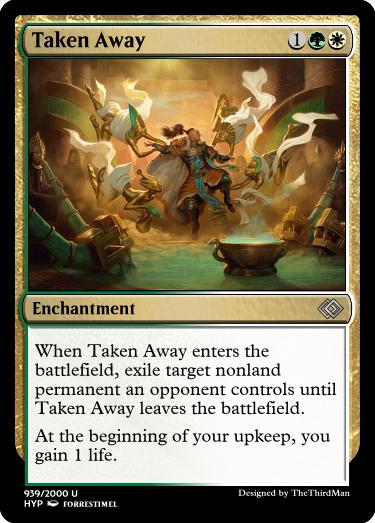 Taken Away 1
Enchantment
When Taken Away enters the
battlefield, exile target nonland
permanent an opponent controls until
Taken Away leaves the battlefield.
At the beginning of your upkeep, you
gain 1 life.
939/2000 U
HYP FORRESTIMEL
Designed by TheThirdMan